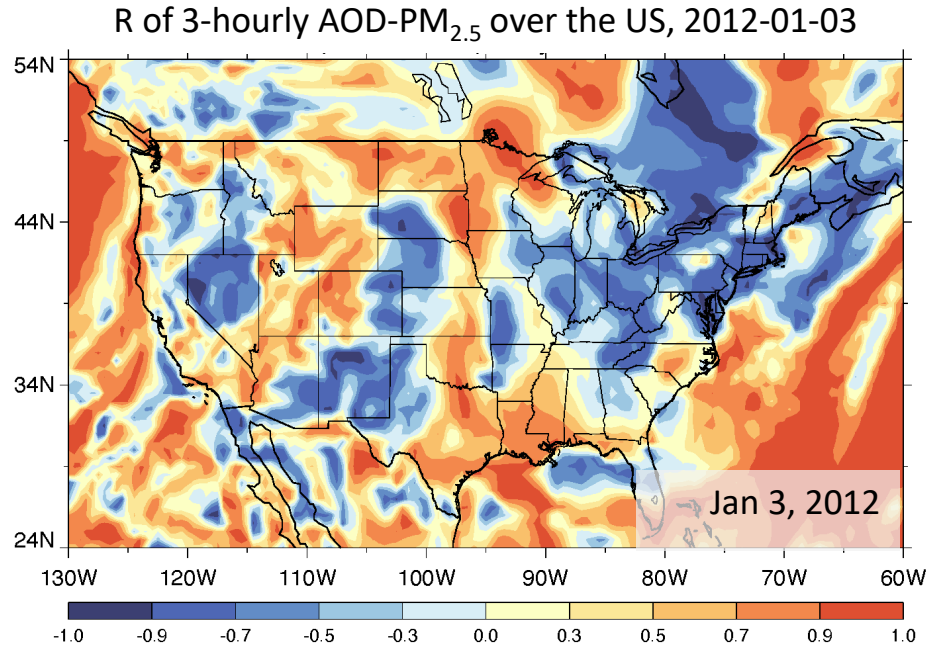 R of 3-hourly AOD-PM2.5 over the US, 2012-01-03
54N
44N
34N
24N
Jan 3, 2012
130W 120W 110W 100W 90W 80W 70W 60W
-1.0 -0.9 -0.7 -0.5 -0.3 0.0 0.3 0.5 0.7 0.9 1.0